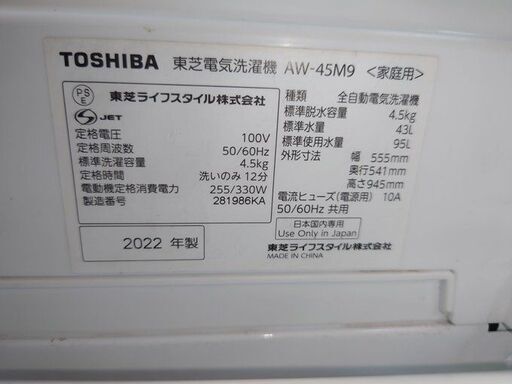 TOSHIBA 東芝電気洗濯機 AW-45M9 <家庭用>
PS
E
東芝ライフスタイル株式会社
S JET
定格電圧 100V
定格周波数 50/60Hz
標準洗濯容量 4.5kg
定格時間 洗いのみ 12分
電動機定格消費電力 255/330W
製造番号 281986KA
2022 年製
種類 全自動電気洗濯機
標準脱水容量 4.5kg
標準水量 43L
標準使用水量 95L
外形寸法 幅 555mm
奥行541mm
高さ945mm
電流ヒューズ(電源用) 10A
50/60Hz 共用
日本国内専用
Use Only in Japan
東芝ライフスタイル株式会社
MADE IN CHINA